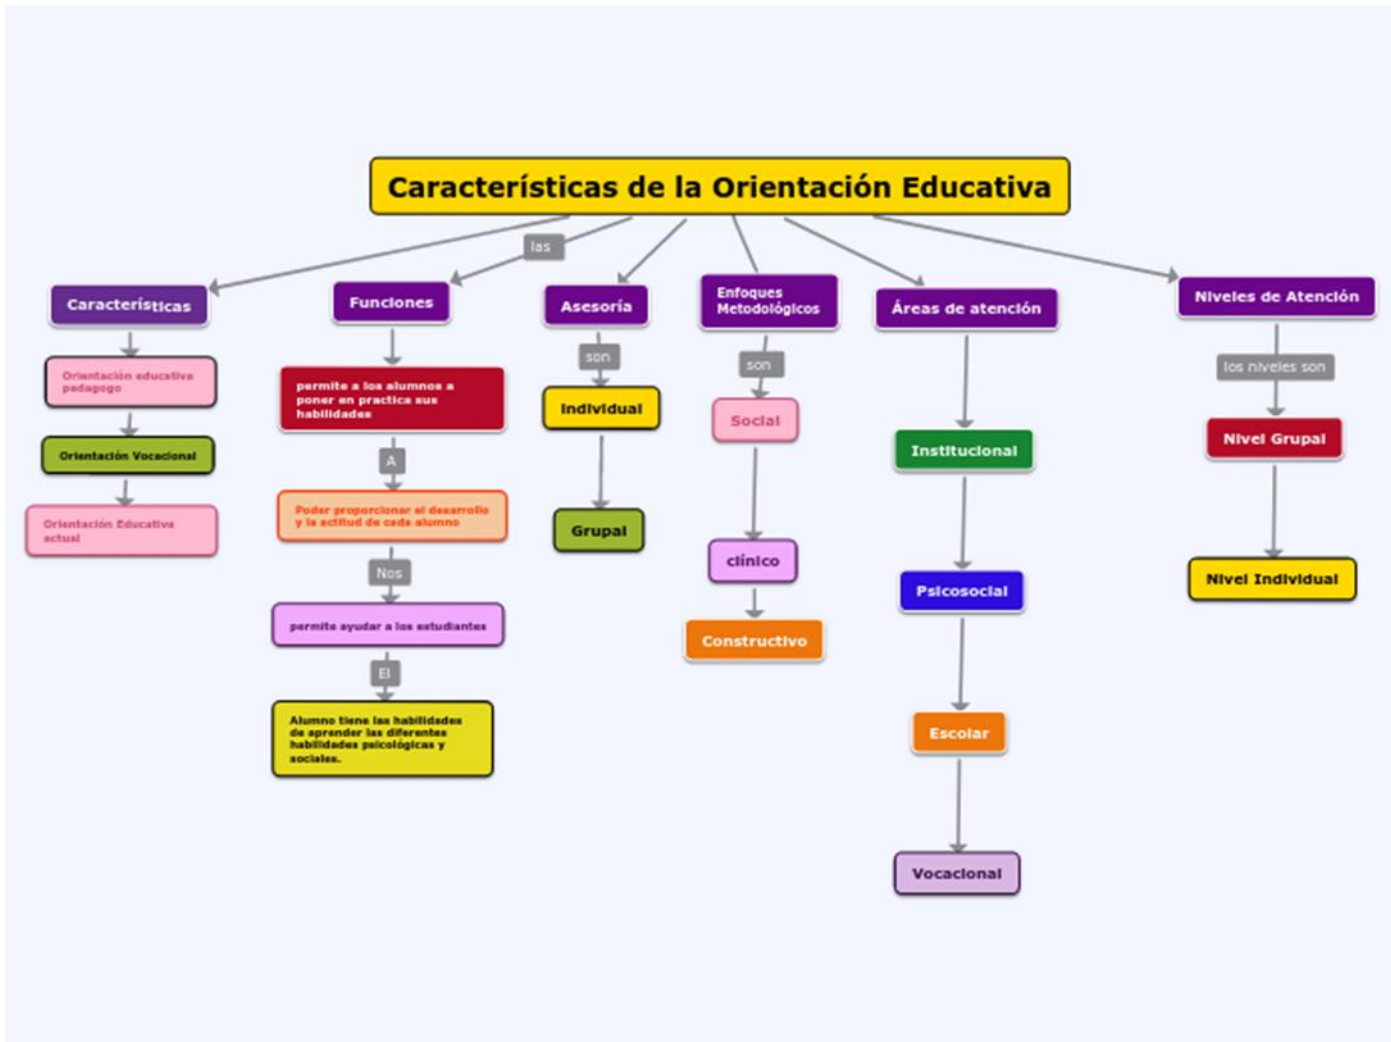 Características de la Orientación Educativa
las
Características
Orientación educativa
pedagogo
Orientación Vocacional
Orientación Educativa
actual
Funciones
permite a los alumnos a
poner en practica sus
habilidades
A
Poder proporcionar el desarrollo
y la actitud de cada alumno
Nos
permite ayudar a los estudiantes
El
Alumno tiene las habilidades
de aprender las diferentes
habilidades psicológicas y
sociales.
Asesoría
son
Individual
Grupal
Enfoques
Metodológicos
son
Social
clínico
Constructivo
Áreas de atención
Institucional
Psicosocial
Escolar
Vocacional
Niveles de Atención
los niveles son
Nivel Grupal
Nivel Individual